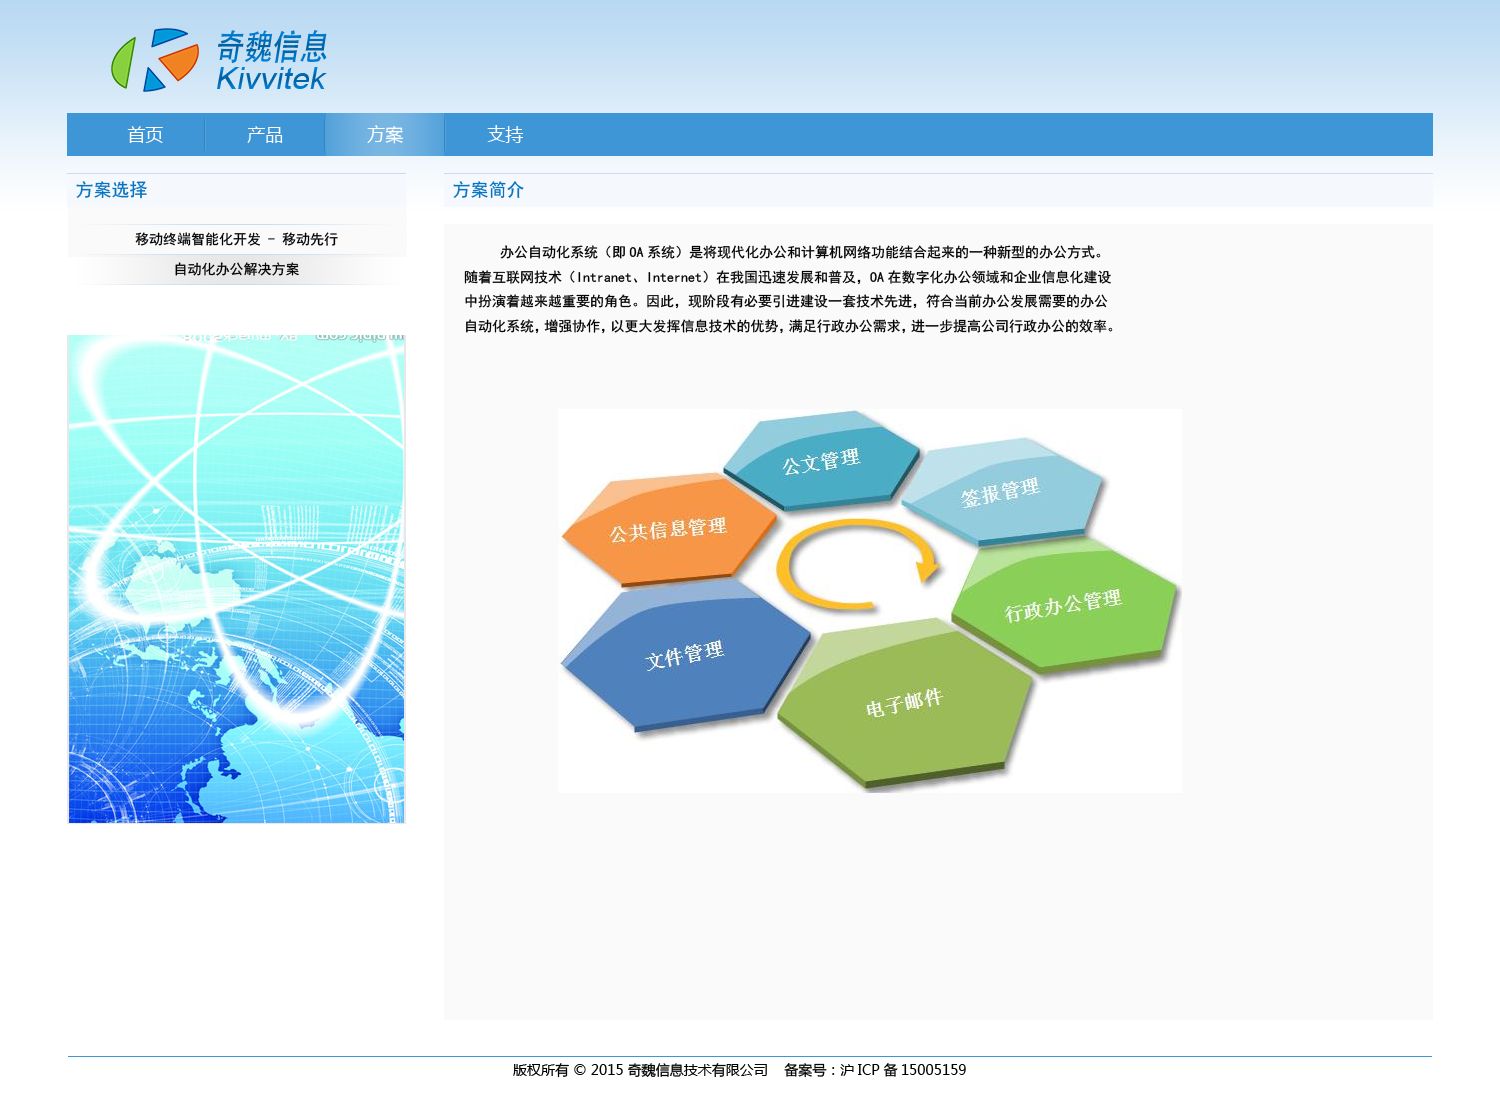 奇魏信息
Kivvitek
首页 产品 方案 支持
方案选择
移动终端智能化开发 - 移动先行
自动化办公解决方案
方案简介
办公自动化系统（即 OA 系统）是将现代化办公和计算机网络功能结合起来的一种新型的办公方式。
随着互联网技术（Intranet、Internet）在我国迅速发展和普及，OA 在数字化办公领域和企业信息化建设
中扮演着越来越重要的角色。因此，现阶段有必要引进建设一套技术先进，符合当前办公发展需要的办公
自动化系统，增强协作，以更大发挥信息技术的优势，满足行政办公需求，进一步提高公司行政办公的效率。
公文管理
签报管理
公共信息管理
行政办公管理
文件管理
电子邮件
版权所有 © 2015 奇魏信息技术有限公司 备案号：沪 ICP 备 15005159